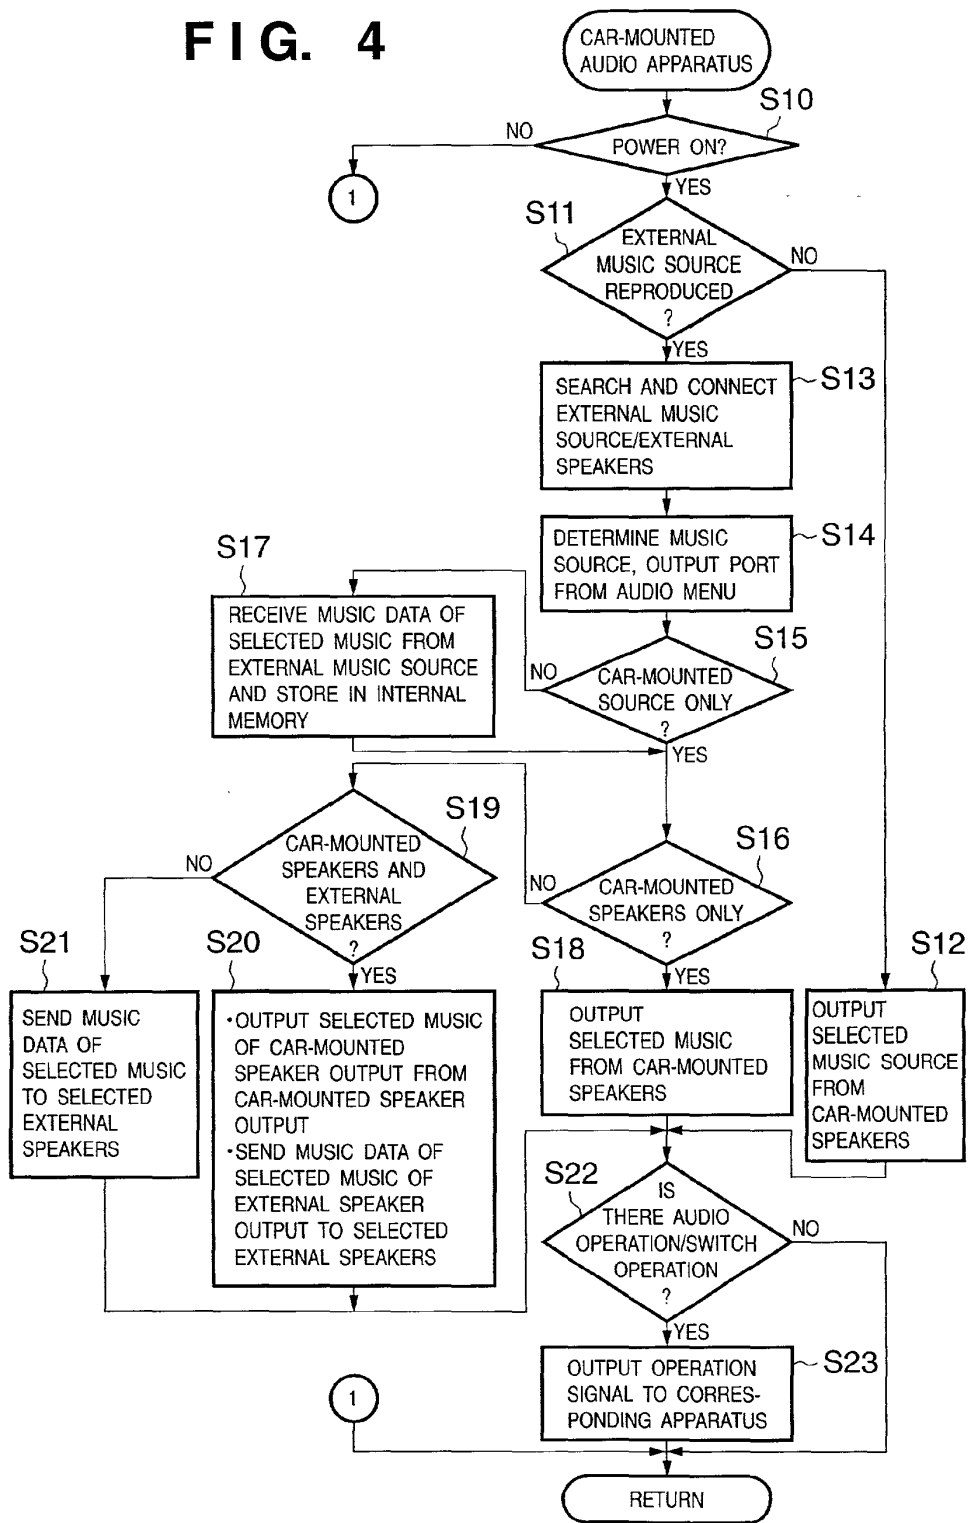 FIG. 4
CAR-MOUNTED
AUDIO APPARATUS
S10
NO
POWER ON?
1
YES
S11
EXTERNAL
MUSIC SOURCE
REPRODUCED
?
NO
YES
S13
SEARCH AND CONNECT
EXTERNAL MUSIC
SOURCE/EXTERNAL
SPEAKERS
S14
DETERMINE MUSIC
SOURCE, OUTPUT PORT
FROM AUDIO MENU
S17
RECEIVE MUSIC DATA OF
SELECTED MUSIC FROM
EXTERNAL MUSIC SOURCE
AND STORE IN INTERNAL
MEMORY
S15
NO
CAR-MOUNTED
SOURCE ONLY
?
YES
S19
CAR-MOUNTED
SPEAKERS AND
EXTERNAL
SPEAKERS
?
NO
YES
S16
NO
CAR-MOUNTED
SPEAKERS ONLY
?
YES
S21
SEND MUSIC
DATA OF
SELECTED MUSIC
TO SELECTED
EXTERNAL
SPEAKERS
S20
•OUTPUT SELECTED MUSIC
OF CAR-MOUNTED
SPEAKER OUTPUT FROM
CAR-MOUNTED SPEAKER
OUTPUT
•SEND MUSIC DATA OF
SELECTED MUSIC OF
EXTERNAL SPEAKER
OUTPUT TO SELECTED
EXTERNAL SPEAKERS
S18
OUTPUT
SELECTED MUSIC
FROM CAR-MOUNTED
SPEAKERS
S12
OUTPUT
SELECTED
MUSIC SOURCE
FROM
CAR-MOUNTED
SPEAKERS
S22
IS
THERE AUDIO
OPERATION/SWITCH
OPERATION
?
NO
YES
S23
OUTPUT OPERATION
SIGNAL TO CORRES-
PONDING APPARATUS
1
RETURN